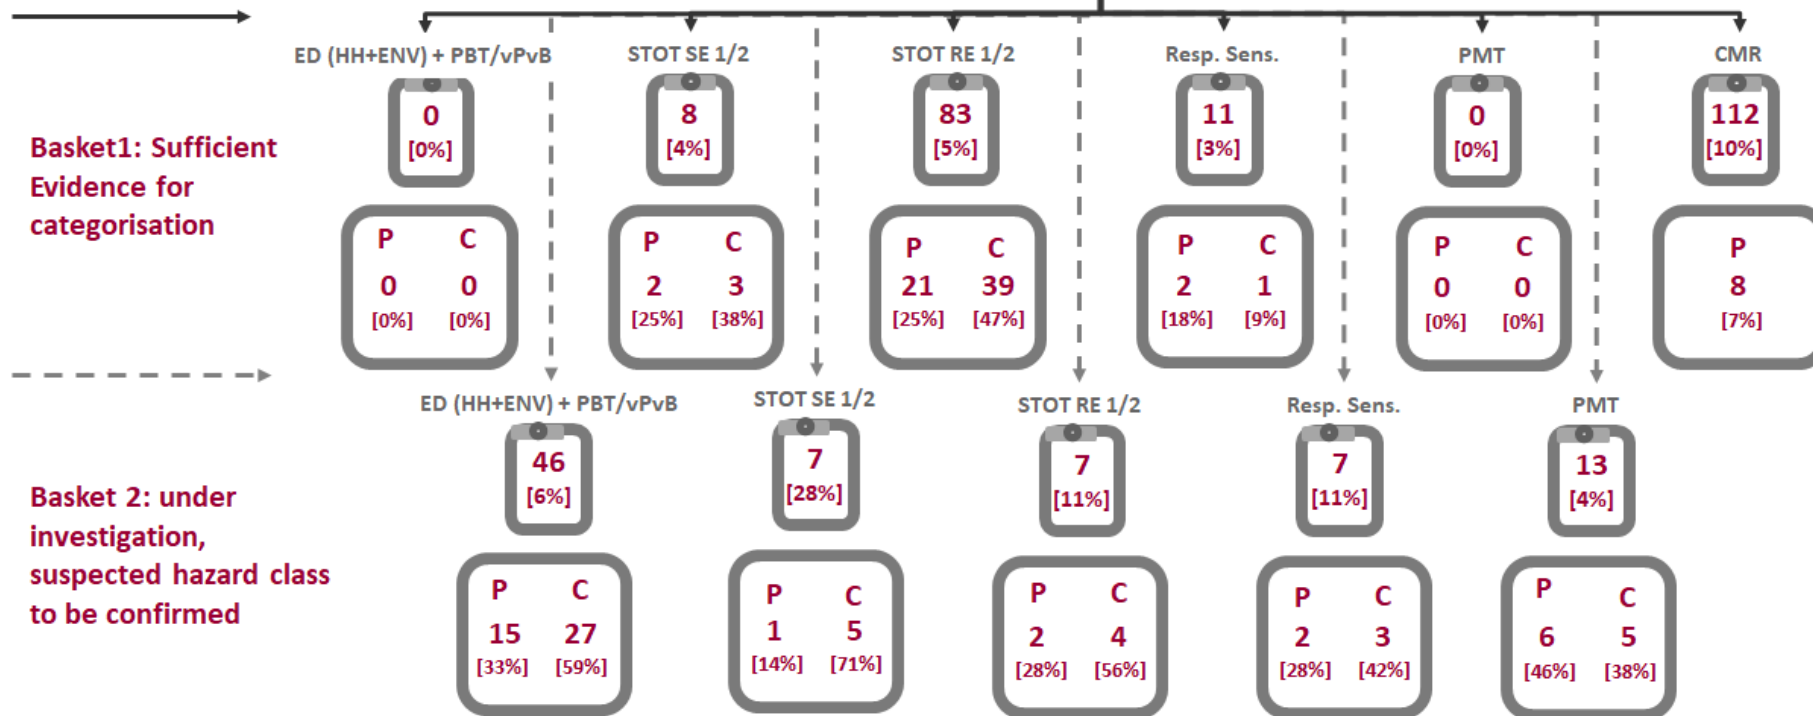 ED (HH+ENV) + PBT/vPvB
STOT SE 1/2
STOT RE 1/2
Resp. Sens.
PMT
CMR
0
[0%]
8
[4%]
83
[5%]
11
[3%]
0
[0%]
112
[10%]
Basket1: Sufficient
Evidence for
categorisation
P C
0 0
[0%] [0%]
P C
2 3
[25%] [38%]
P C
21 39
[25%] [47%]
P C
2 1
[18%] [9%]
P C
0 0
[0%] [0%]
P
8
[7%]
ED (HH+ENV) + PBT/vPvB
STOT SE 1/2
STOT RE 1/2
Resp. Sens.
PMT
46
[6%]
7
[28%]
7
[11%]
7
[11%]
13
[4%]
Basket 2: under
investigation,
suspected hazard class
to be confirmed
P C
15 27
[33%] [59%]
P C
1 5
[14%] [71%]
P C
2 4
[28%] [56%]
P C
2 3
[28%] [42%]
P C
6 5
[46%] [38%]